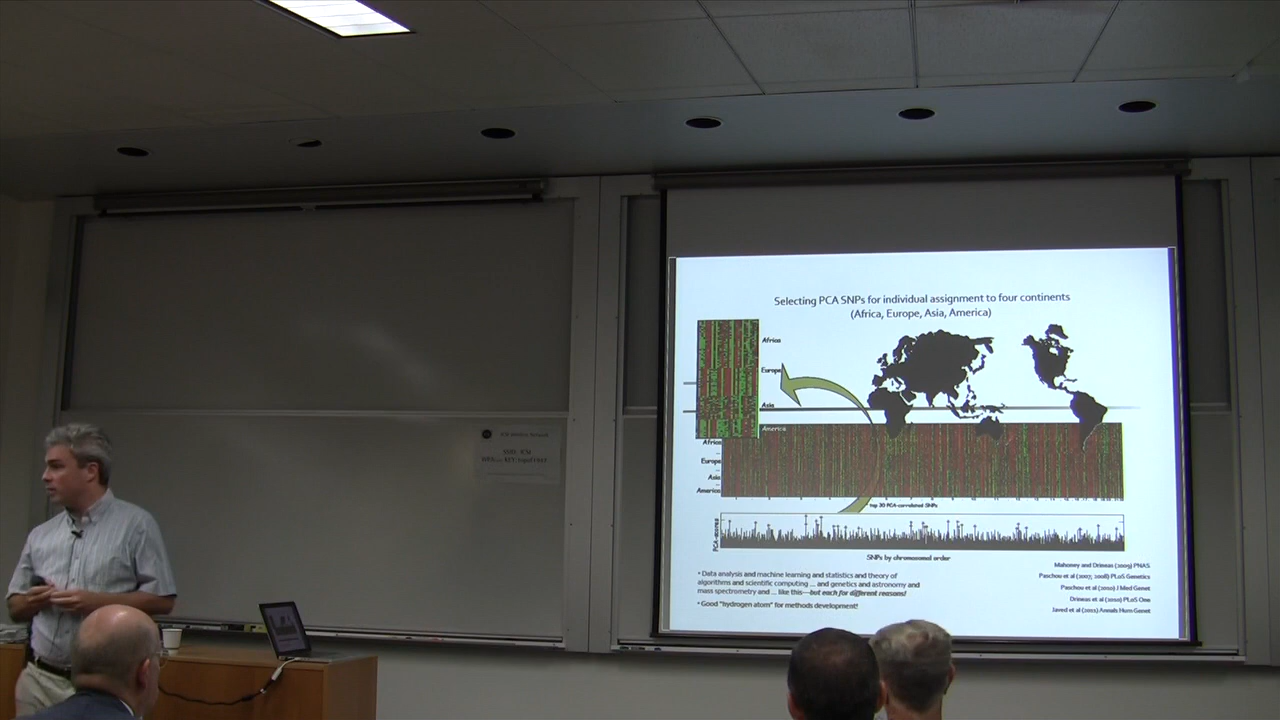 Selecting PCA SNPs for individual assignment to four continents
(Africa, Europe, Asia, America)
Africa
Europe
Asia
America
Africa
Europe
Asia
America
top 30 PCA-correlated SNPs
PCA-scores
SNPs by chromosomal order
• Data analysis and machine learning and statistics and theory of
algorithms and scientific computing ... and genetics and astronomy and
mass spectrometry and ... like this---but each for different reasons!
• Good "hydrogen atom" for methods development!
Mahoney and Drineas (2009) PNAS
Paschou et al (2007; 2008) PLoS Genetics
Paschou et al (2010) J Med Genet
Drineas et al (2010) PLoS One
Javed et al (2011) Annals Hum Genet